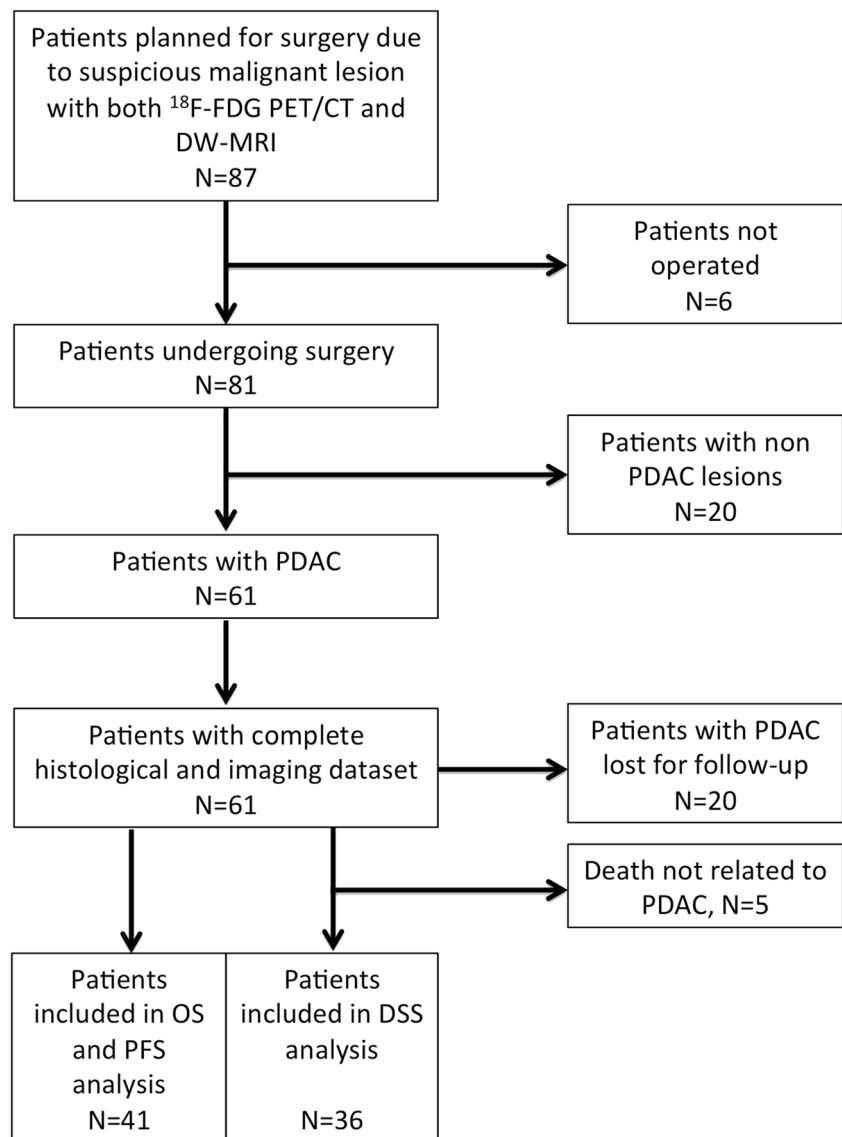 Patients planned for surgery due
to suspicious malignant lesion
with both ¹⁸F-FDG PET/CT and
DW-MRI
N=87
Patients not
operated
N=6
Patients undergoing surgery
N=81
Patients with non
PDAC lesions
N=20
Patients with PDAC
N=61
Patients with complete
histological and imaging dataset
N=61
Patients with PDAC
lost for follow-up
N=20
Death not related to
PDAC, N=5
Patients
included in OS
and PFS
analysis
N=41
Patients
included in DSS
analysis
N=36